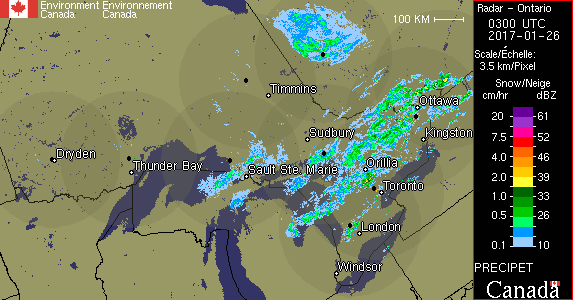 Environment Environnement
Canada Canada
100 KM
Timmins
Ottawa
Sudbury
Kingston
Dryden
Thunder Bay
Sault Ste. Marie
Orillia
Toronto
London
Windsor
Radar - Ontario
0300 UTC
2017-01-26
Scale/Échelle:
3.5 km/Pixel
Snow/Neige
cm/hr dBZ
20 61
7.5 52
4.0 46
2.0 39
1.0 33
0.5 26
0.1 10
PRECIPET
Canada